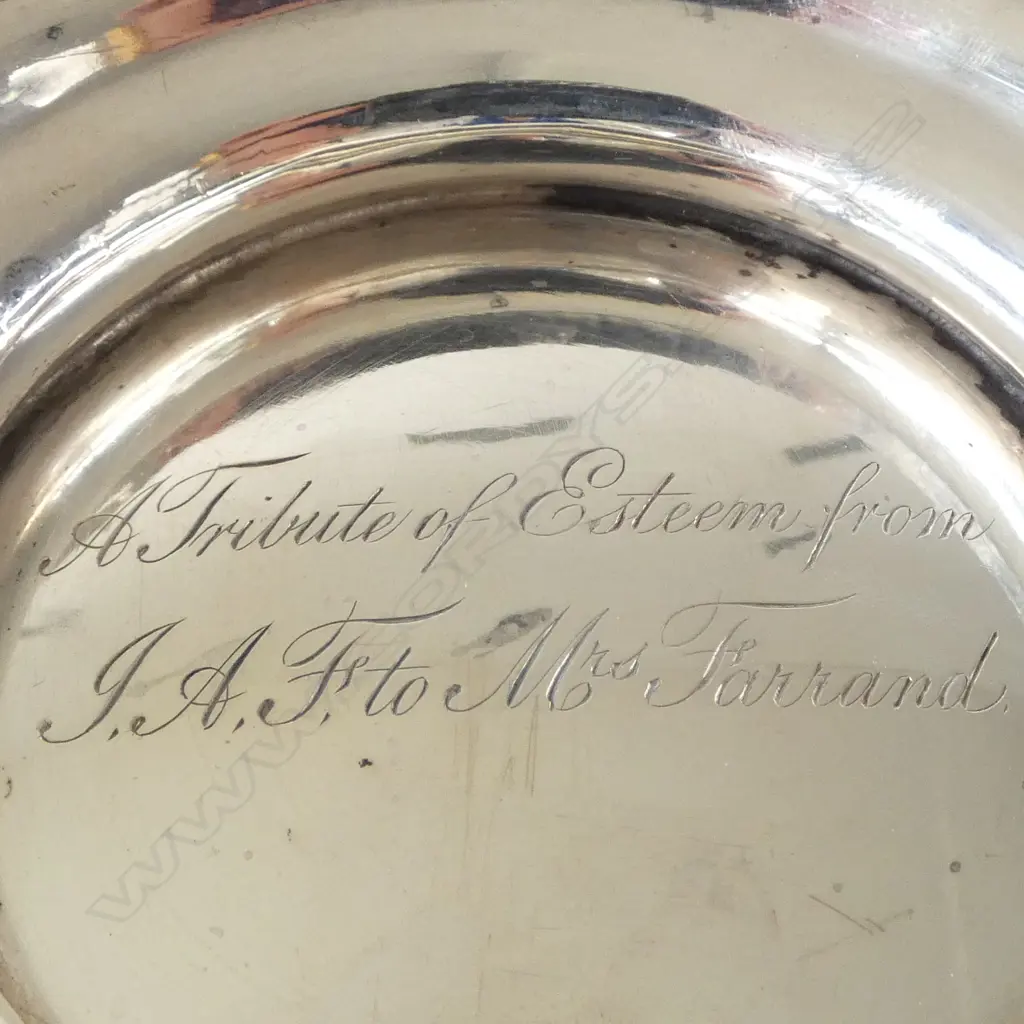 A Tribute of Esteem from
J. A. F. to Mrs Farrand.